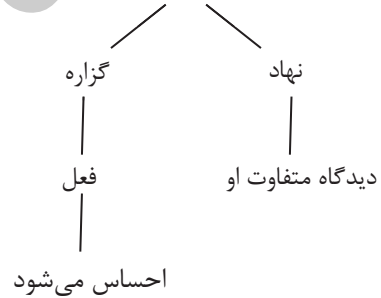 نهاد
گزاره
دیدگاه متفاوت او
فعل
احساس می‌شود